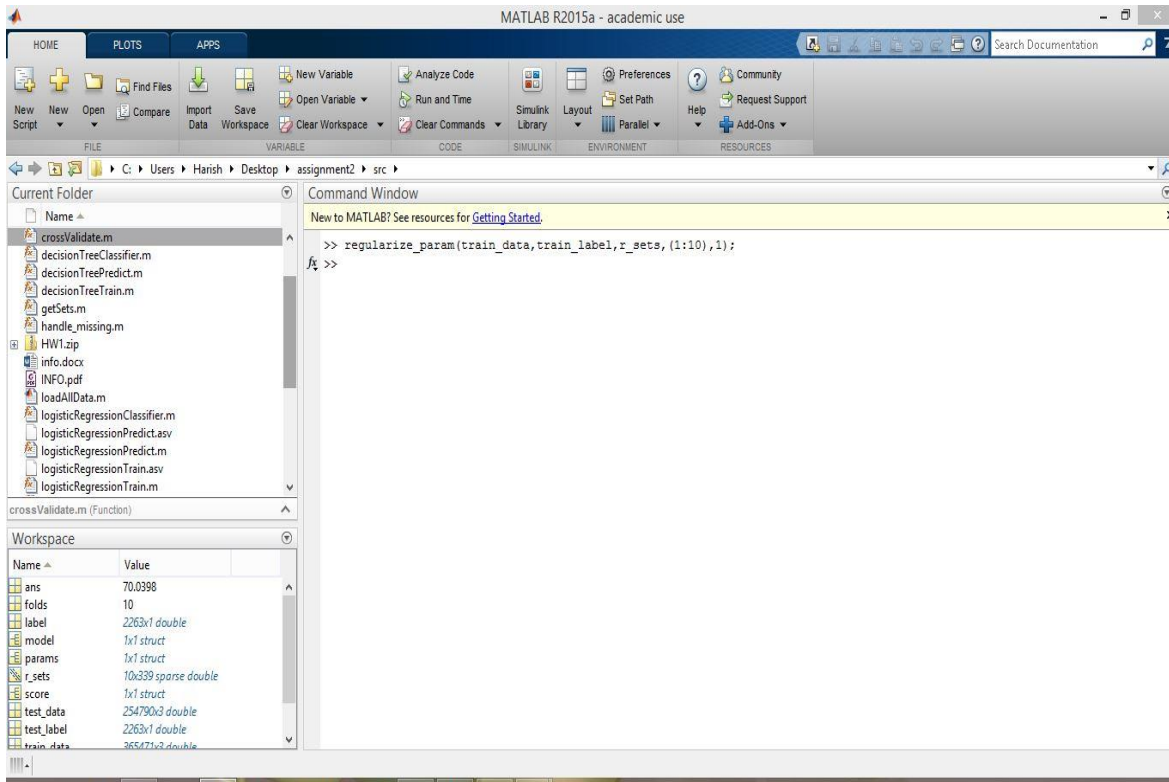 MATLAB R2015a - academic use
HOME PLOTS APPS
Search Documentation
New Script
New
Open
Find Files
Compare
Import Data
Save Workspace
New Variable
Open Variable
Clear Workspace
Analyze Code
Run and Time
Clear Commands
Simulink Library
Layout
Preferences
Set Path
Parallel
Help
Community
Request Support
Add-Ons
FILE VARIABLE CODE SIMULINK ENVIRONMENT RESOURCES
C: Users Harish Desktop assignment2 src
Current Folder
Name
crossValidate.m
decisionTreeClassifier.m
decisionTreePredict.m
decisionTreeTrain.m
getSets.m
handle_missing.m
HW1.zip
info.docx
INFO.pdf
loadAllData.m
logisticRegressionClassifier.m
logisticRegressionPredict.asv
logisticRegressionPredict.m
logisticRegressionTrain.asv
logisticRegressionTrain.m
crossValidate.m (Function)
Workspace
Name Value
ans 70.0398
folds 10
label 2263x1 double
model 1x1 struct
params 1x1 struct
r_sets 10x339 sparse double
score 1x1 struct
test_data 254790x3 double
test_label 2263x1 double
train_data 365471x3 double
Command Window
New to MATLAB? See resources for Getting Started.
>> regularize_param(train_data,train_label,r_sets,(1:10),1);
fx >>